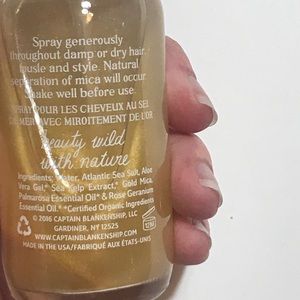 Spray generously
throughout damp or dry hair,
tousle and style. Natural
separation of mica will occur.
Shake well before use.
SPRAY POUR LES CHEVEUX AU SEL
DE MER AVEC MIROITEMENT DE L'OR
beauty wild
with nature
Ingredients: Water, Atlantic Sea Salt, Aloe
Vera Gel,* Sea Kelp Extract,* Gold Mica,
Palmarosa Essential Oil* & Rose Geranium
Essential Oil.* *Certified Organic Ingredients
© 2016 CAPTAIN BLANKENSHIP, LLC
GARDINER, NY 12525
WWW.CAPTAINBLANKENSHIP.COM
12M
MADE IN THE USA/FABRIQUÉ AUX ÉTATS-UNIS